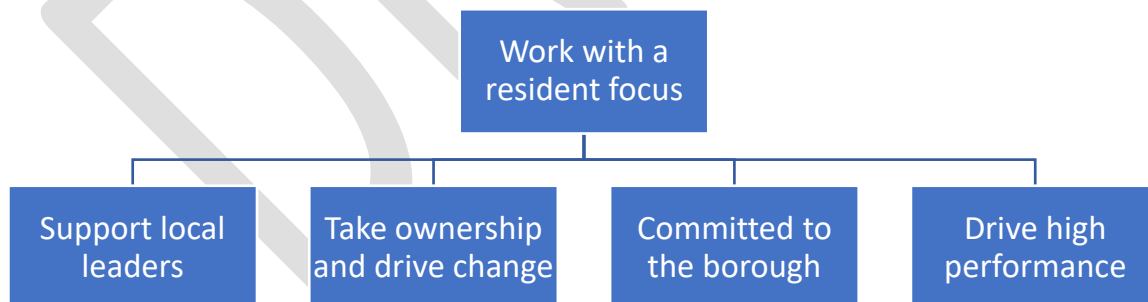 Work with a
resident focus
Support local
leaders
Take ownership
and drive change
Committed to
the borough
Drive high
performance